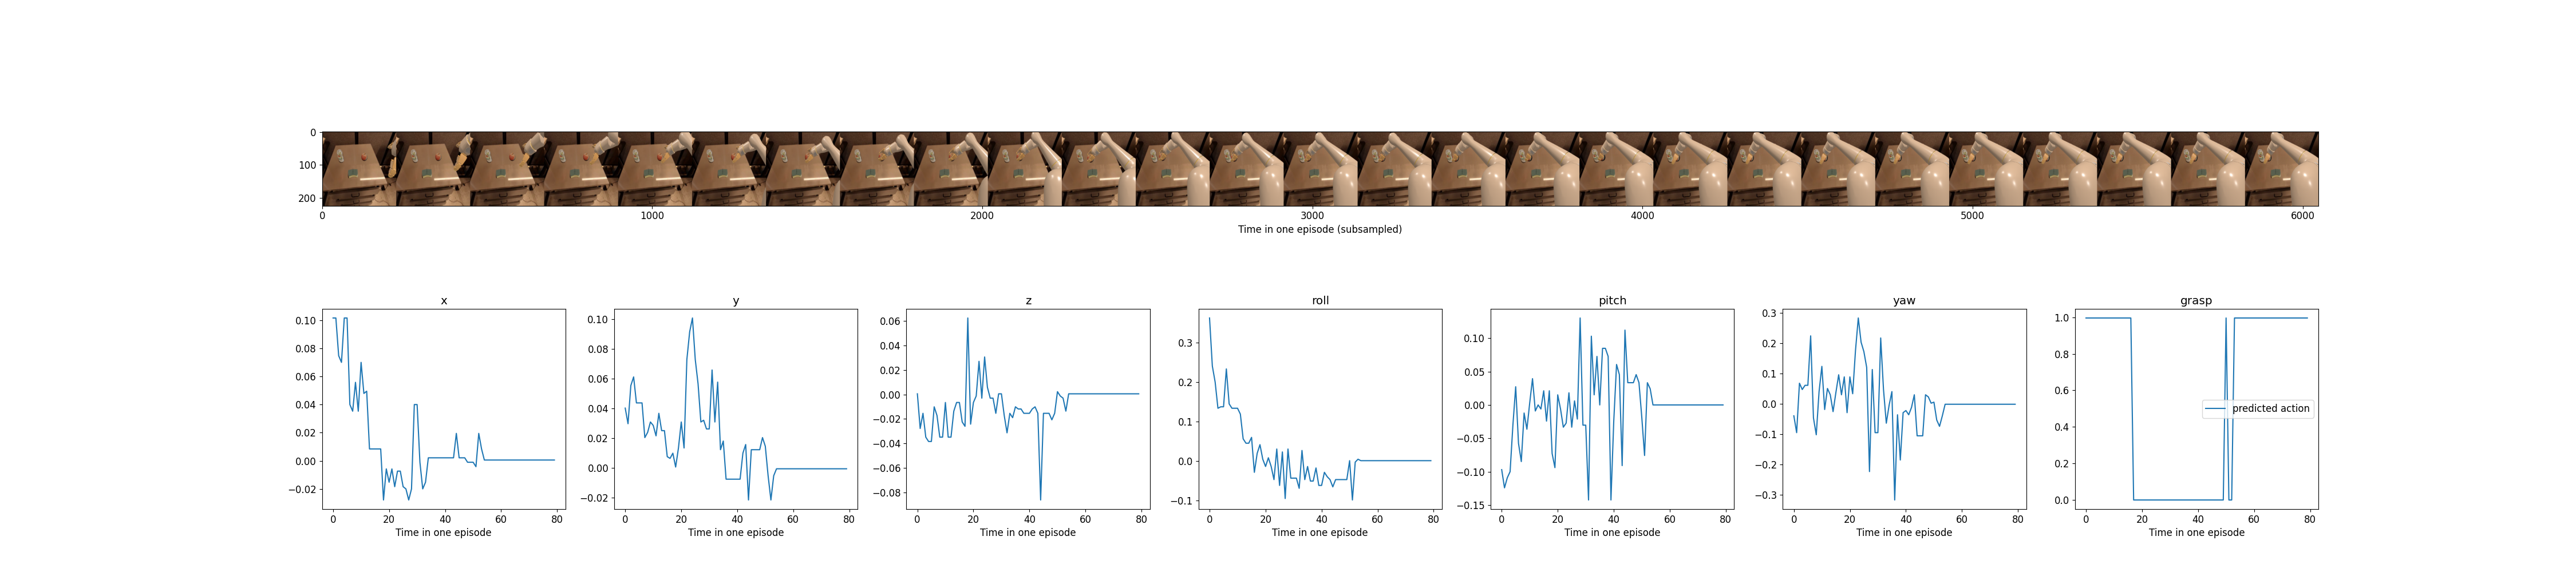 0
100
200
0 1000 2000 3000 4000 5000 6000
Time in one episode (subsampled)
x y z roll pitch yaw grasp
0.10
0.08
0.06
0.04
0.02
0.00
−0.02
0 20 40 60 80
Time in one episode
0.10
0.08
0.06
0.04
0.02
0.00
−0.02
0 20 40 60 80
Time in one episode
0.06
0.04
0.02
0.00
−0.02
−0.04
−0.06
−0.08
0 20 40 60 80
Time in one episode
0.3
0.2
0.1
0.0
−0.1
0 20 40 60 80
Time in one episode
0.10
0.05
0.00
−0.05
−0.10
−0.15
0 20 40 60 80
Time in one episode
0.3
0.2
0.1
0.0
−0.1
−0.2
−0.3
0 20 40 60 80
Time in one episode
1.0
0.8
0.6
0.4
0.2
0.0
predicted action
0 20 40 60 80
Time in one episode